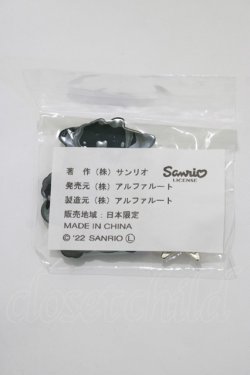 著　作 (株) サンリオ
Sanrio
LICENSE
発売元 (株) アルファルート
製造元 (株) アルファルート
販売地域：日本限定
MADE IN CHINA
© '22 SANRIO Ⓛ